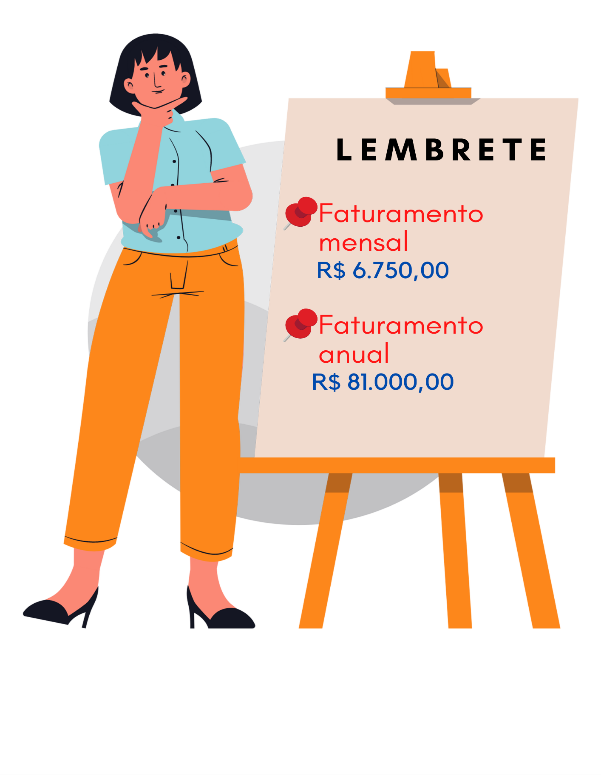 LEMBRETE
Faturamento
mensal
R$ 6.750,00
Faturamento
anual
R$ 81.000,00